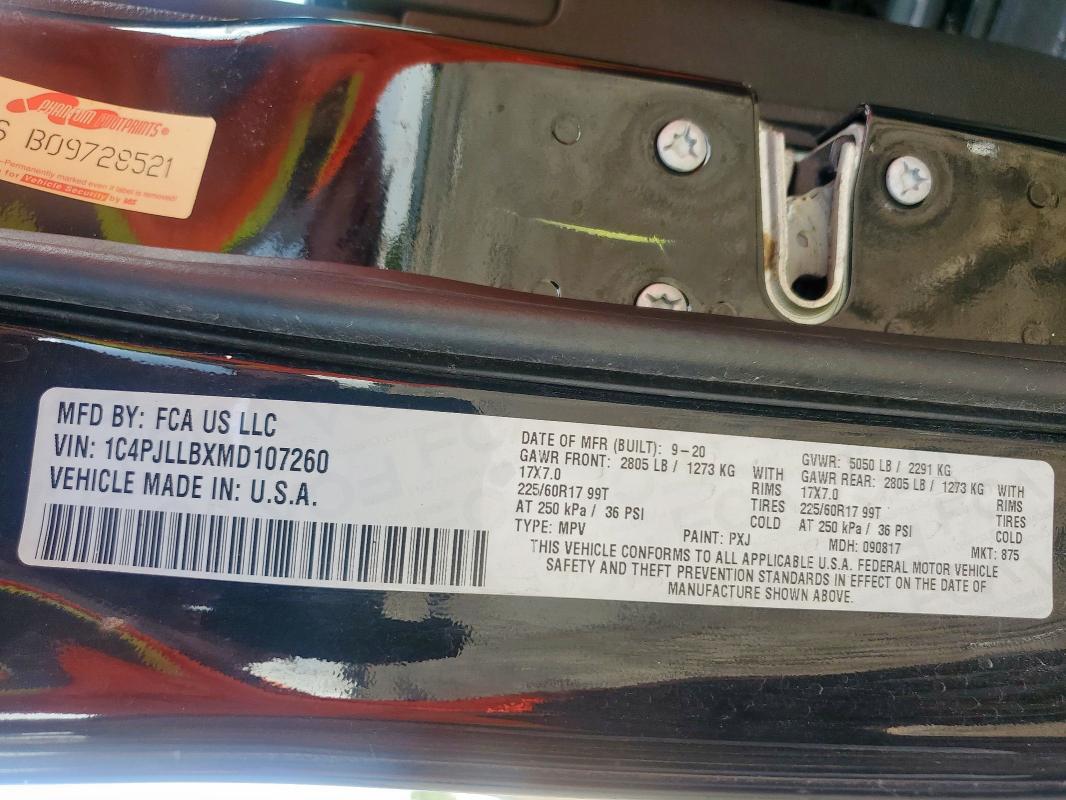 PHANTOM FOOTPRINTS®
B09728521
Permanently marked even if label is removed!
for Vehicle Security by
MFD BY: FCA US LLC
VIN: 1C4PJLLBXMD107260
VEHICLE MADE IN: U.S.A.
DATE OF MFR (BUILT): 9-20
GAWR FRONT: 2805 LB / 1273 KG WITH
17X7.0 RIMS
225/60R17 99T TIRES
AT 250 kPa / 36 PSI COLD
TYPE: MPV PAINT: PXJ
GVWR: 5050 LB / 2291 KG
GAWR REAR: 2805 LB / 1273 KG WITH
17X7.0 RIMS
225/60R17 99T TIRES
AT 250 kPa / 36 PSI COLD
MDH: 090817 MKT: 875
THIS VEHICLE CONFORMS TO ALL APPLICABLE U.S.A. FEDERAL MOTOR VEHICLE
SAFETY AND THEFT PREVENTION STANDARDS IN EFFECT ON THE DATE OF
MANUFACTURE SHOWN ABOVE.